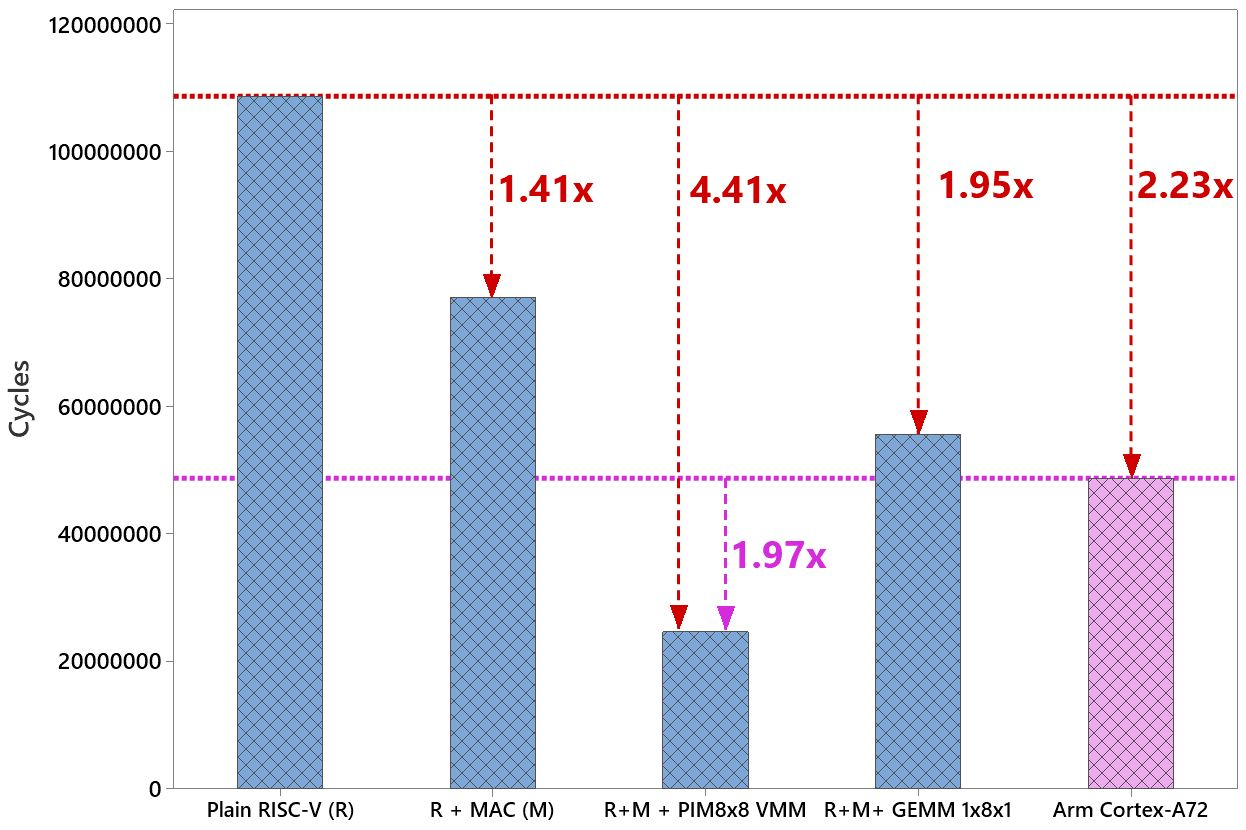 120000000
100000000
80000000
60000000
40000000
20000000
0
Cycles
1.41x
4.41x
1.95x
2.23x
1.97x
Plain RISC-V (R)
R + MAC (M)
R+M + PIM8x8 VMM
R+M+ GEMM 1x8x1
Arm Cortex-A72